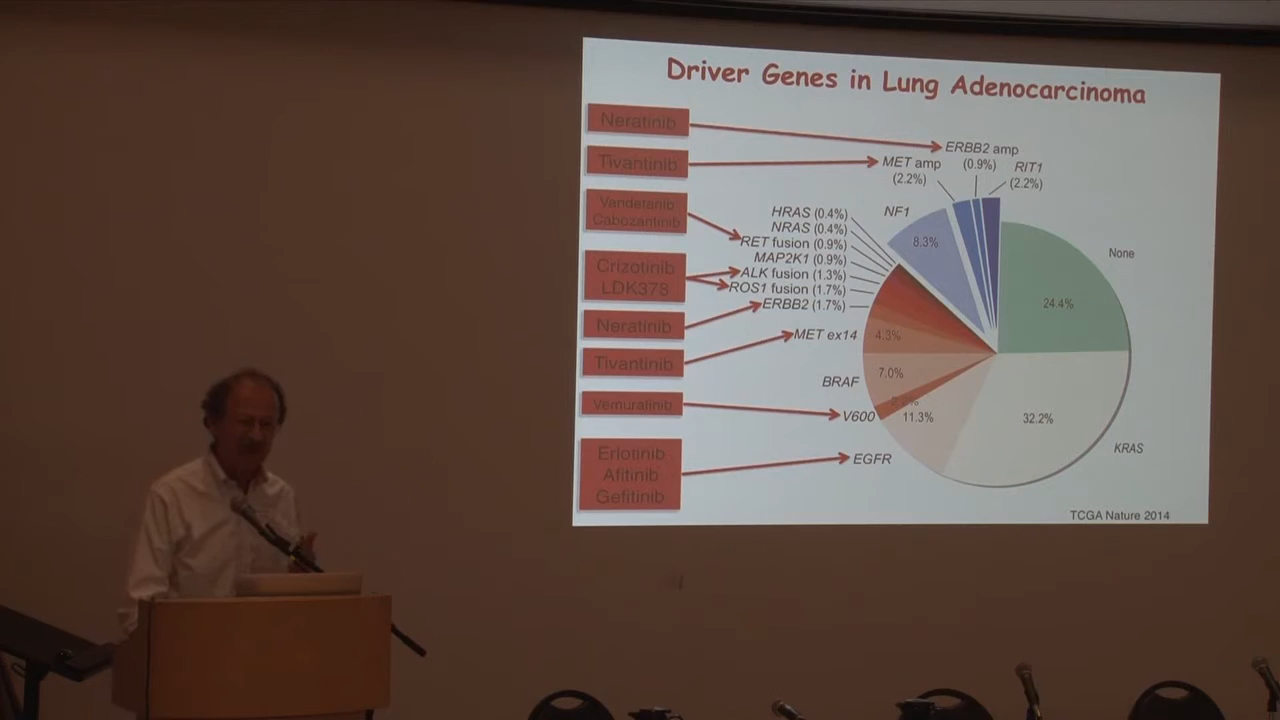 Driver Genes in Lung Adenocarcinoma
Neratinib
Tivantinib
Vandetanib
Cabozantinib
Crizotinib
LDK378
Neratinib
Tivantinib
Vemurafinib
Erlotinib
Afitinib
Gefitinib
ERBB2 amp
(0.9%)
MET amp
(2.2%)
RIT1
(2.2%)
NF1
8.3%
HRAS (0.4%)
NRAS (0.4%)
RET fusion (0.9%)
MAP2K1 (0.9%)
ALK fusion (1.3%)
ROS1 fusion (1.7%)
ERBB2 (1.7%)
MET ex14
4.3%
BRAF
7.0%
V600
EGFR
11.3%
None
24.4%
32.2%
KRAS
TCGA Nature 2014